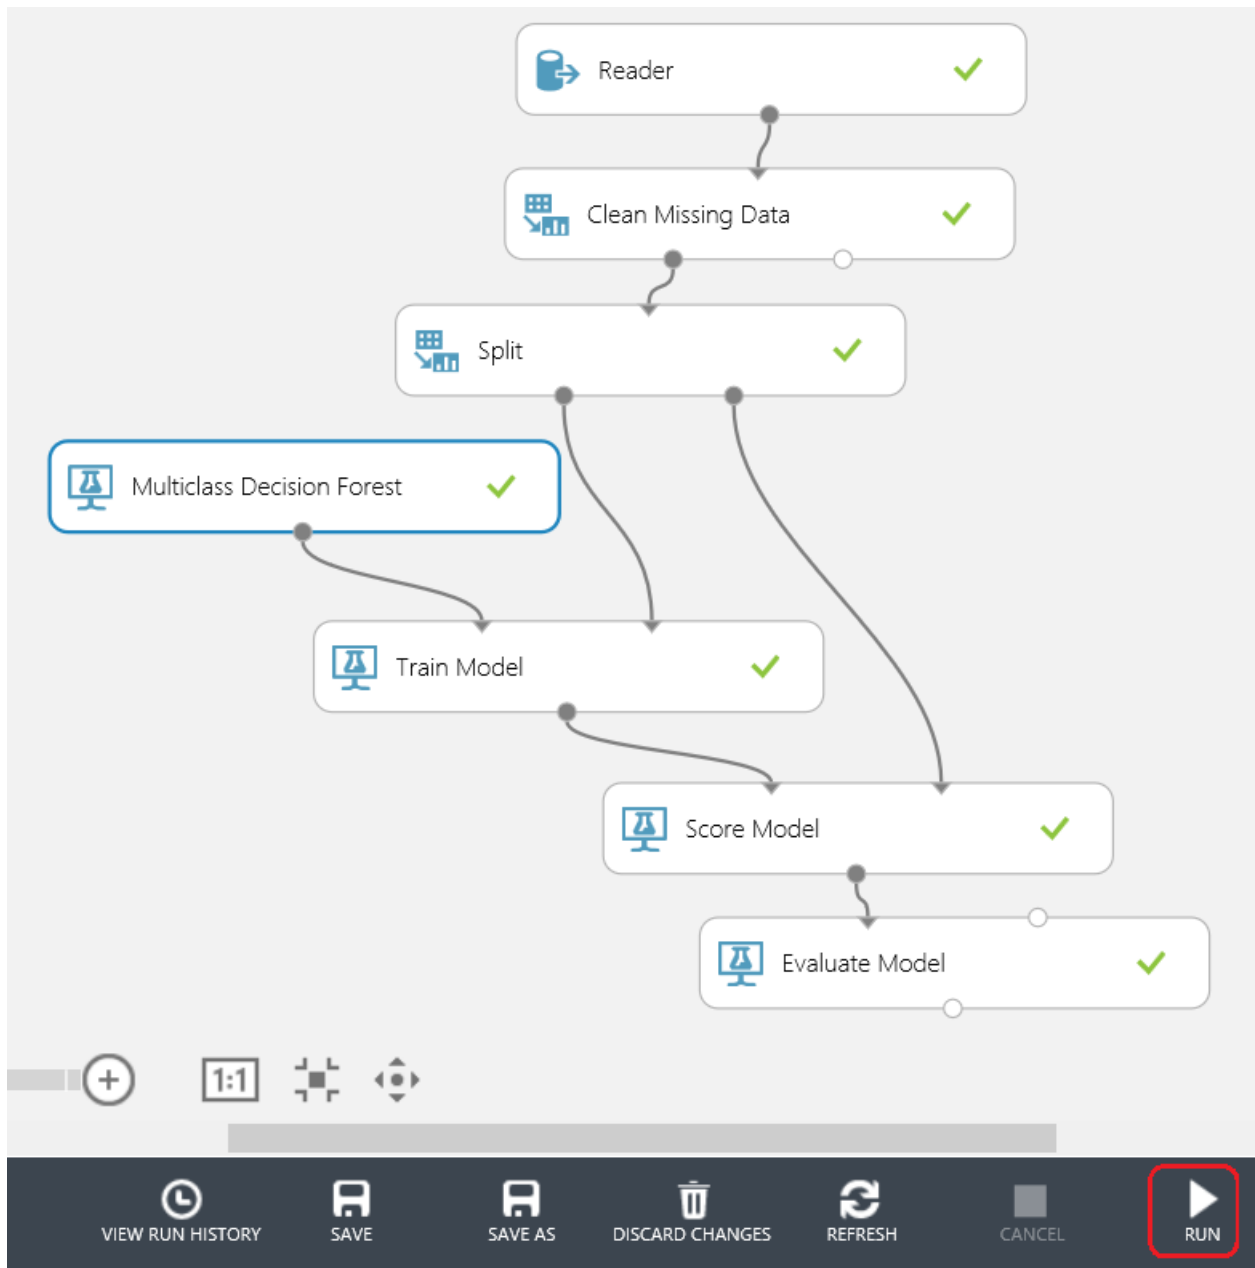 Reader
Clean Missing Data
Split
Multiclass Decision Forest
Train Model
Score Model
Evaluate Model
1:1
VIEW RUN HISTORY
SAVE
SAVE AS
DISCARD CHANGES
REFRESH
CANCEL
RUN